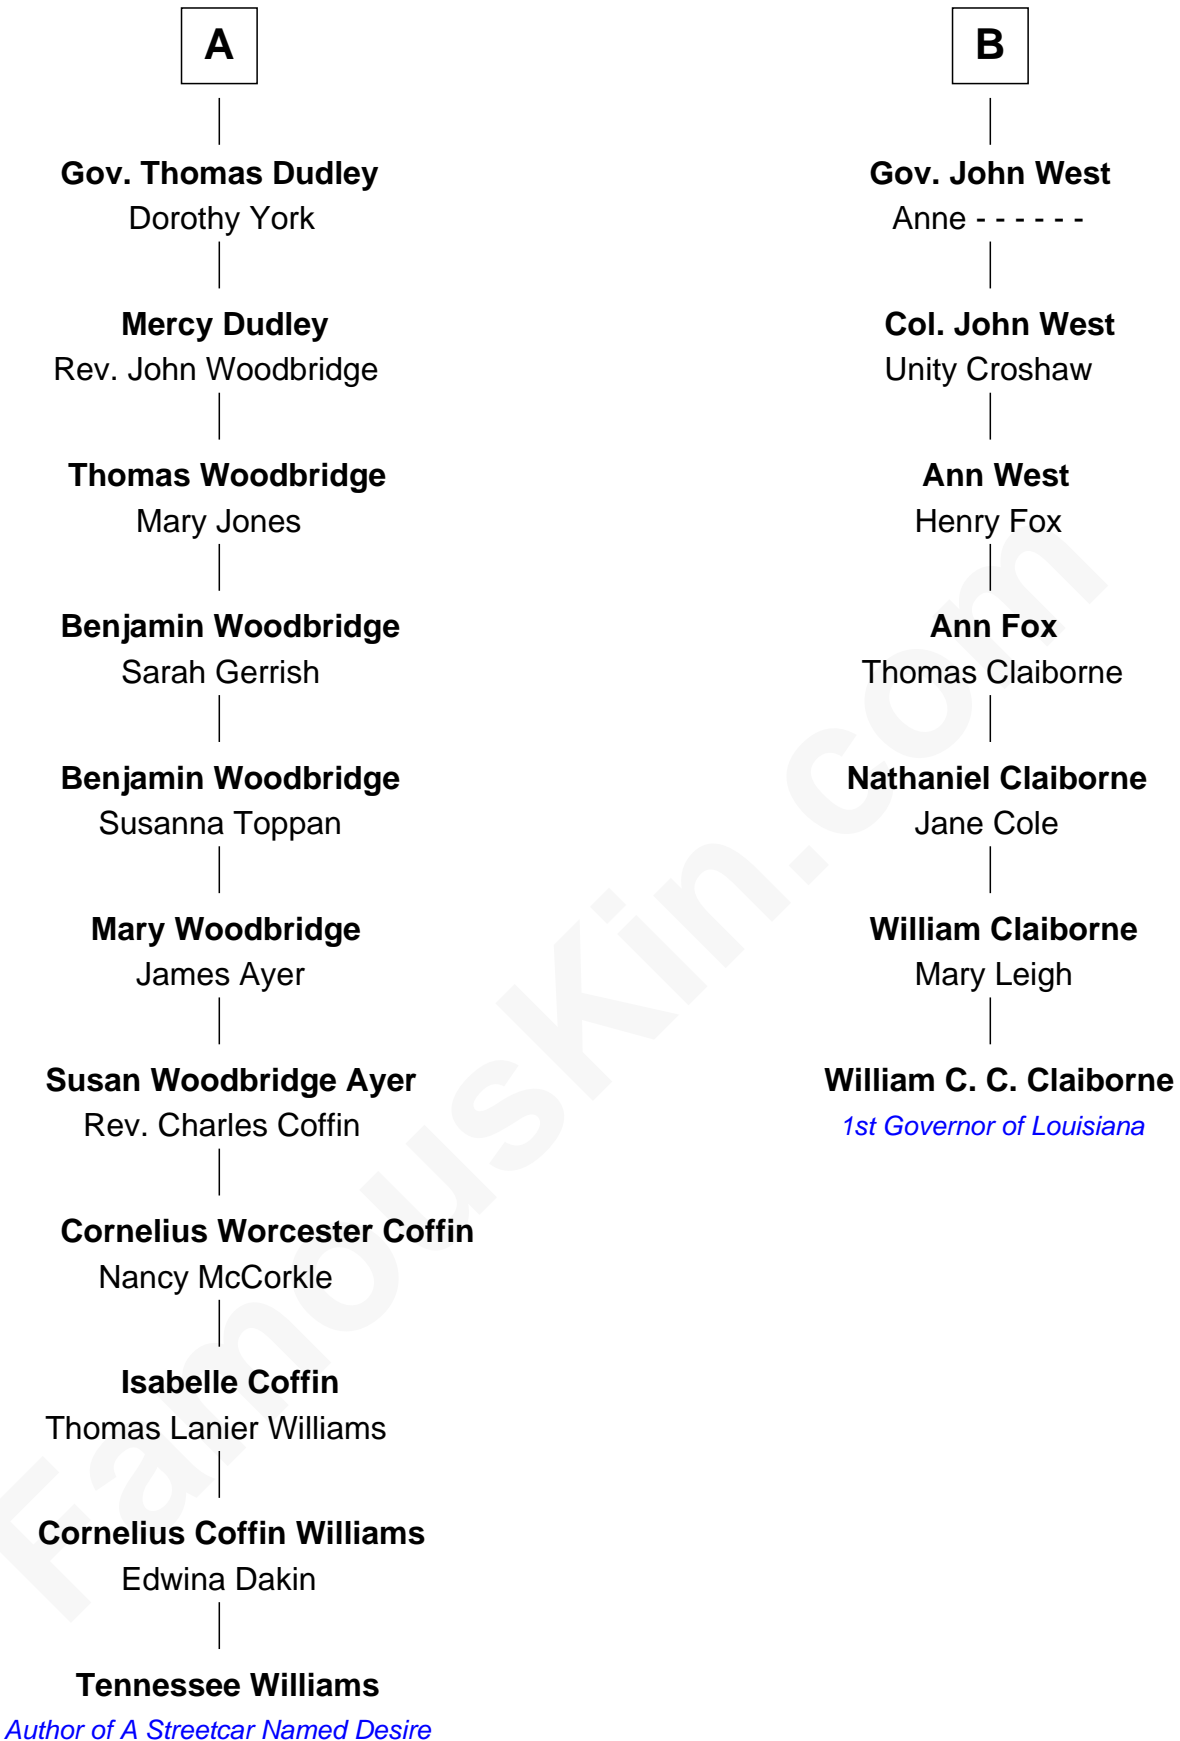 A
Gov. Thomas Dudley
Dorothy York
Mercy Dudley
Rev. John Woodbridge
Thomas Woodbridge
Mary Jones
Benjamin Woodbridge
Sarah Gerrish
Benjamin Woodbridge
Susanna Toppan
Mary Woodbridge
James Ayer
Susan Woodbridge Ayer
Rev. Charles Coffin
Cornelius Worcester Coffin
Nancy McCorkle
Isabelle Coffin
Thomas Lanier Williams
Cornelius Coffin Williams
Edwina Dakin
Tennessee Williams
Author of A Streetcar Named Desire
B
Gov. John West
Anne - - - - - -
Col. John West
Unity Croshaw
Ann West
Henry Fox
Ann Fox
Thomas Claiborne
Nathaniel Claiborne
Jane Cole
William Claiborne
Mary Leigh
William C. C. Claiborne
1st Governor of Louisiana
FamousKin.com